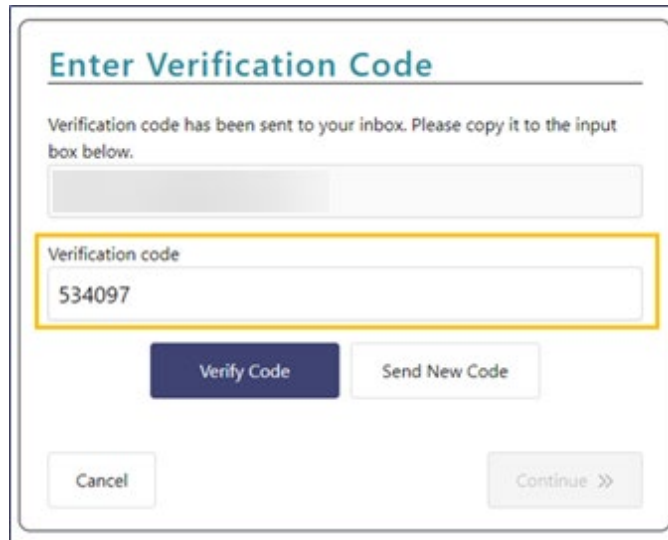 Enter Verification Code
Verification code has been sent to your inbox. Please copy it to the input
box below.
Verification code
534097
Verify Code
Send New Code
Cancel
Continue »